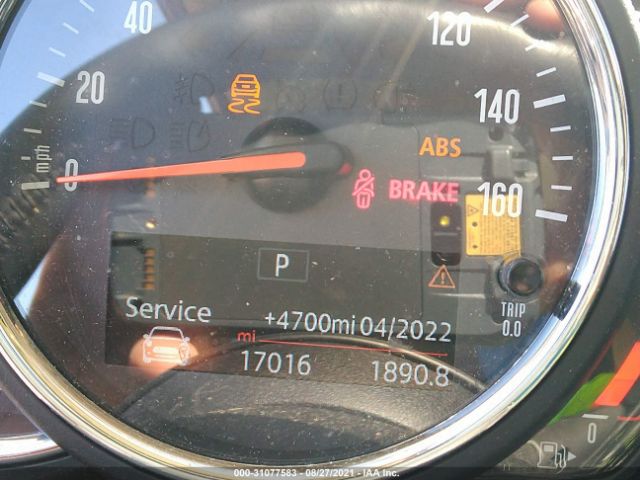 40
120
20
140
mph
0
ABS
BRAKE
160
P
TRIP
0.0
Service
+4700mi 04/2022
mi
17016
1890.8
0
000-31077583 - 08/27/2021 - IAA Inc.